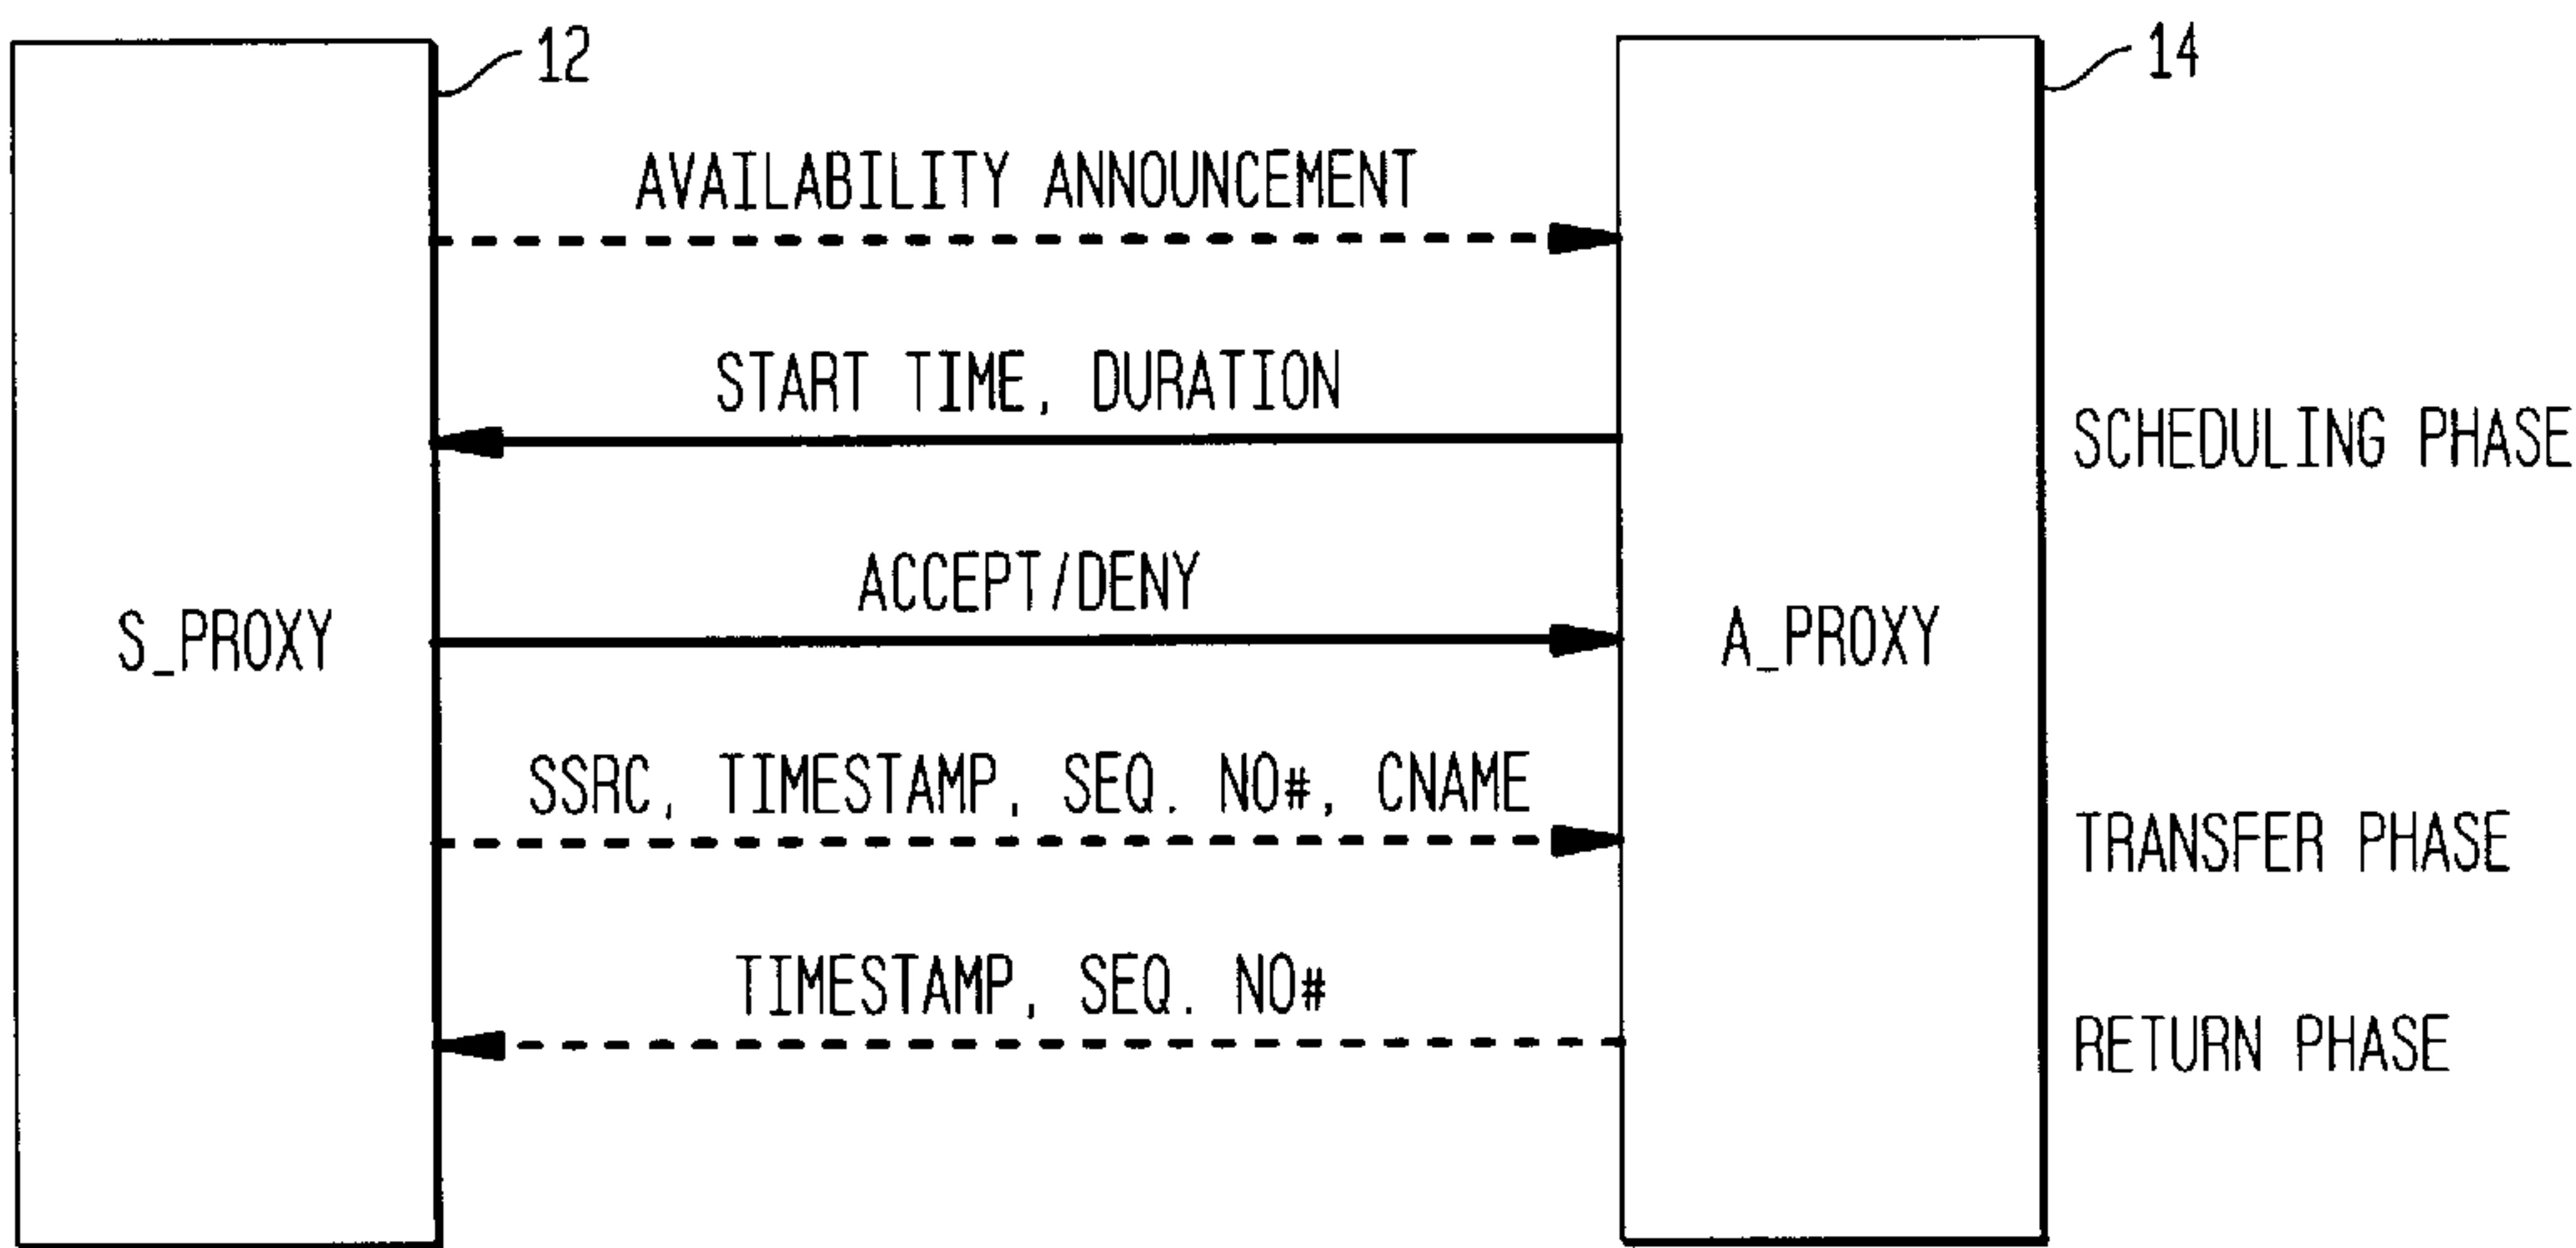 12
14
AVAILABILITY ANNOUNCEMENT
START TIME, DURATION
SCHEDULING PHASE
ACCEPT/DENY
S_PROXY
A_PROXY
SSRC, TIMESTAMP, SEQ. NO#, CNAME
TRANSFER PHASE
TIMESTAMP, SEQ. NO#
RETURN PHASE